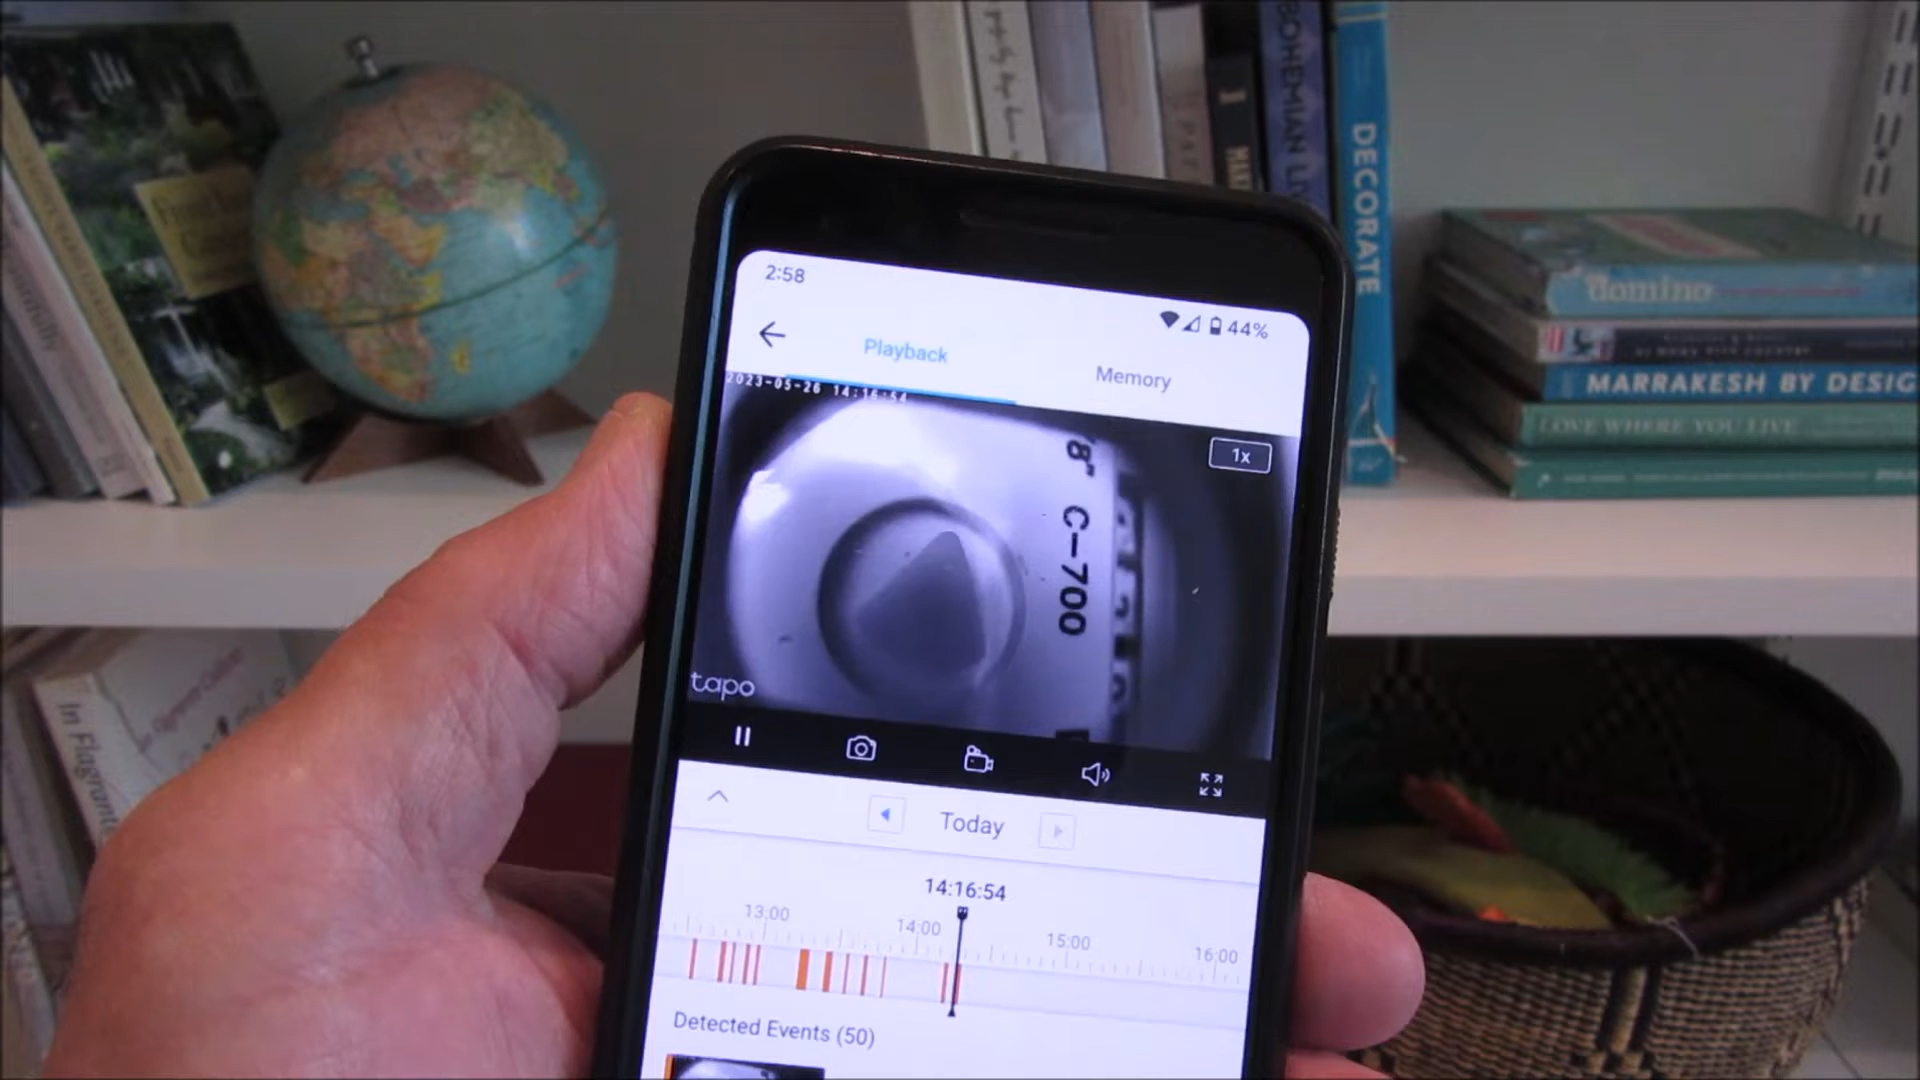 BOHEMIAN LI
DECORATE
domino
MARRAKESH BY DESIG
LOVE WHERE YOU LIVE
In Flagrante
2:58
44%
Playback
Memory
2023-05-26 14:16:54
1x
8" C-700
tapo
Today
14:16:54
13:00
14:00
15:00
16:00
Detected Events (50)